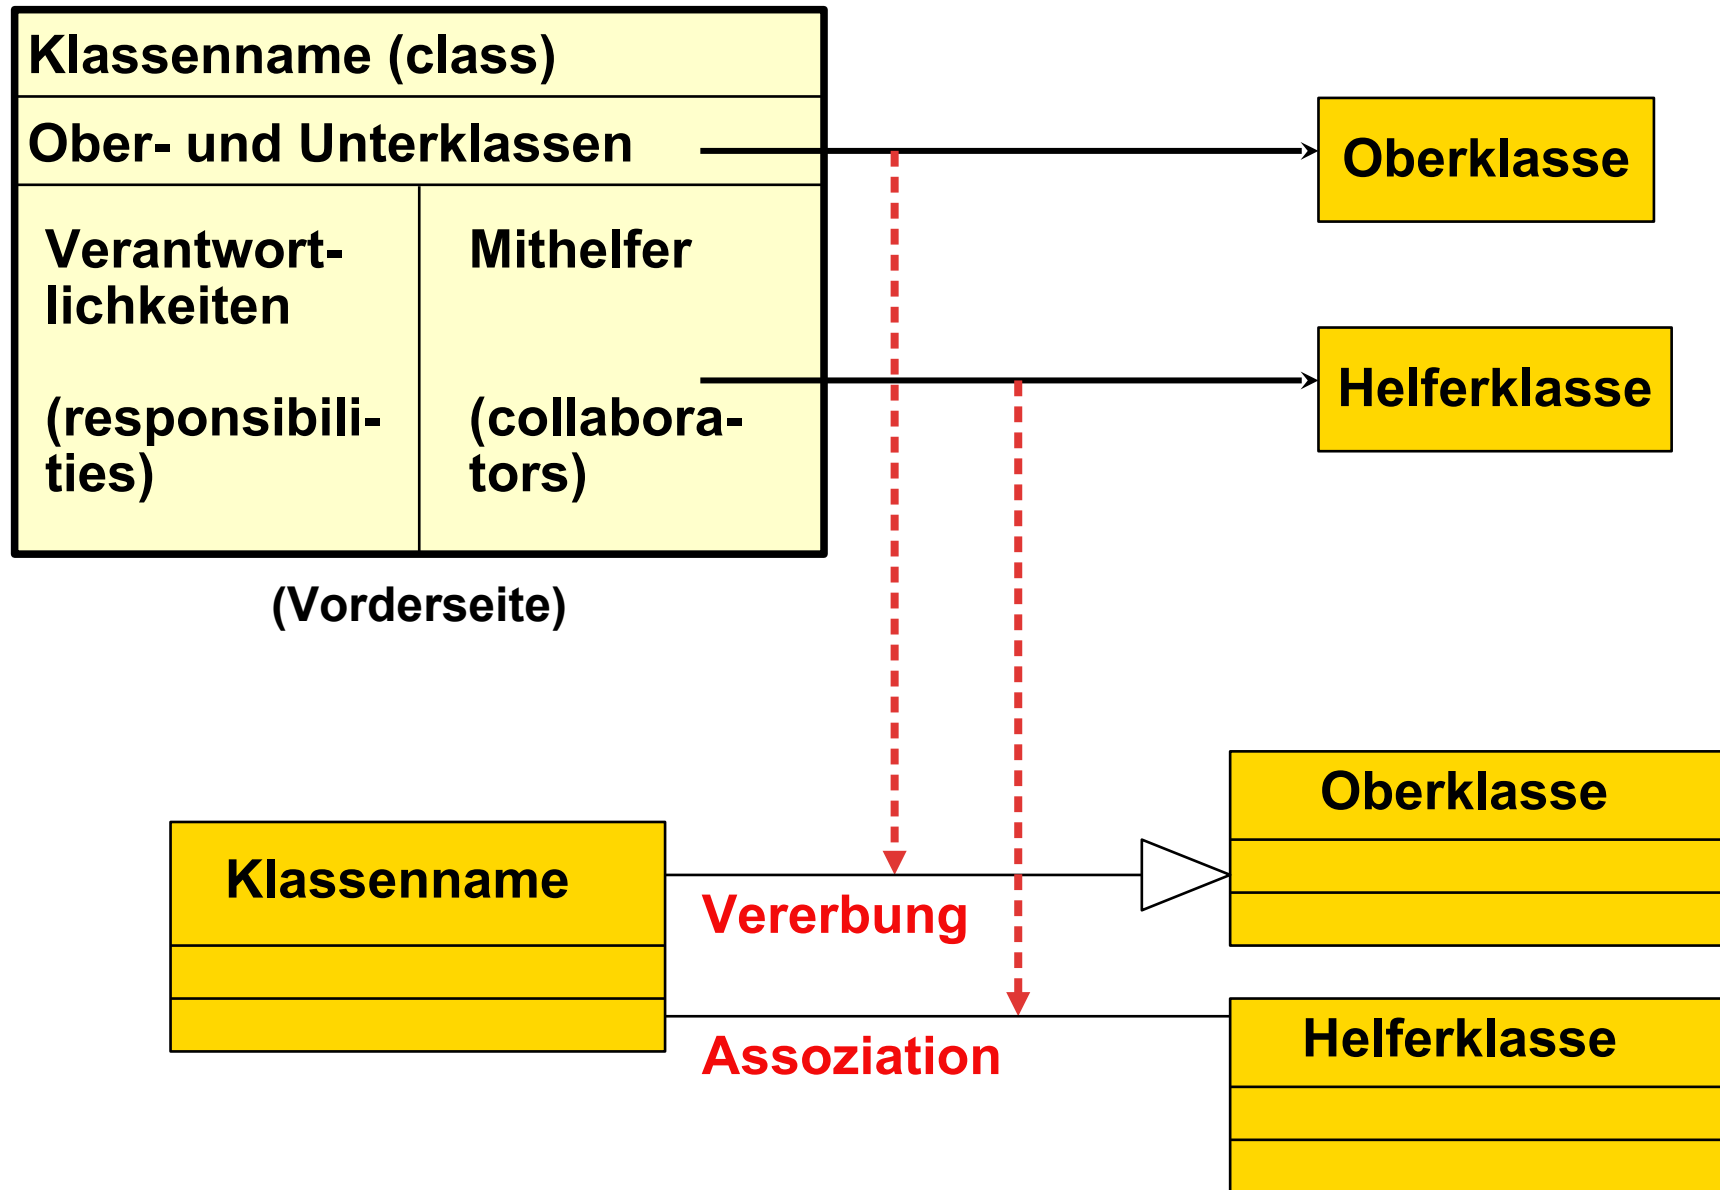 Klassenname (class)
Ober- und Unterklassen
Verantwort-
lichkeiten
(responsibili-
ties)
Mithelfer
(collabora-
tors)
(Vorderseite)
Oberklasse
Helferklasse
Klassenname
Vererbung
Assoziation
Oberklasse
Helferklasse